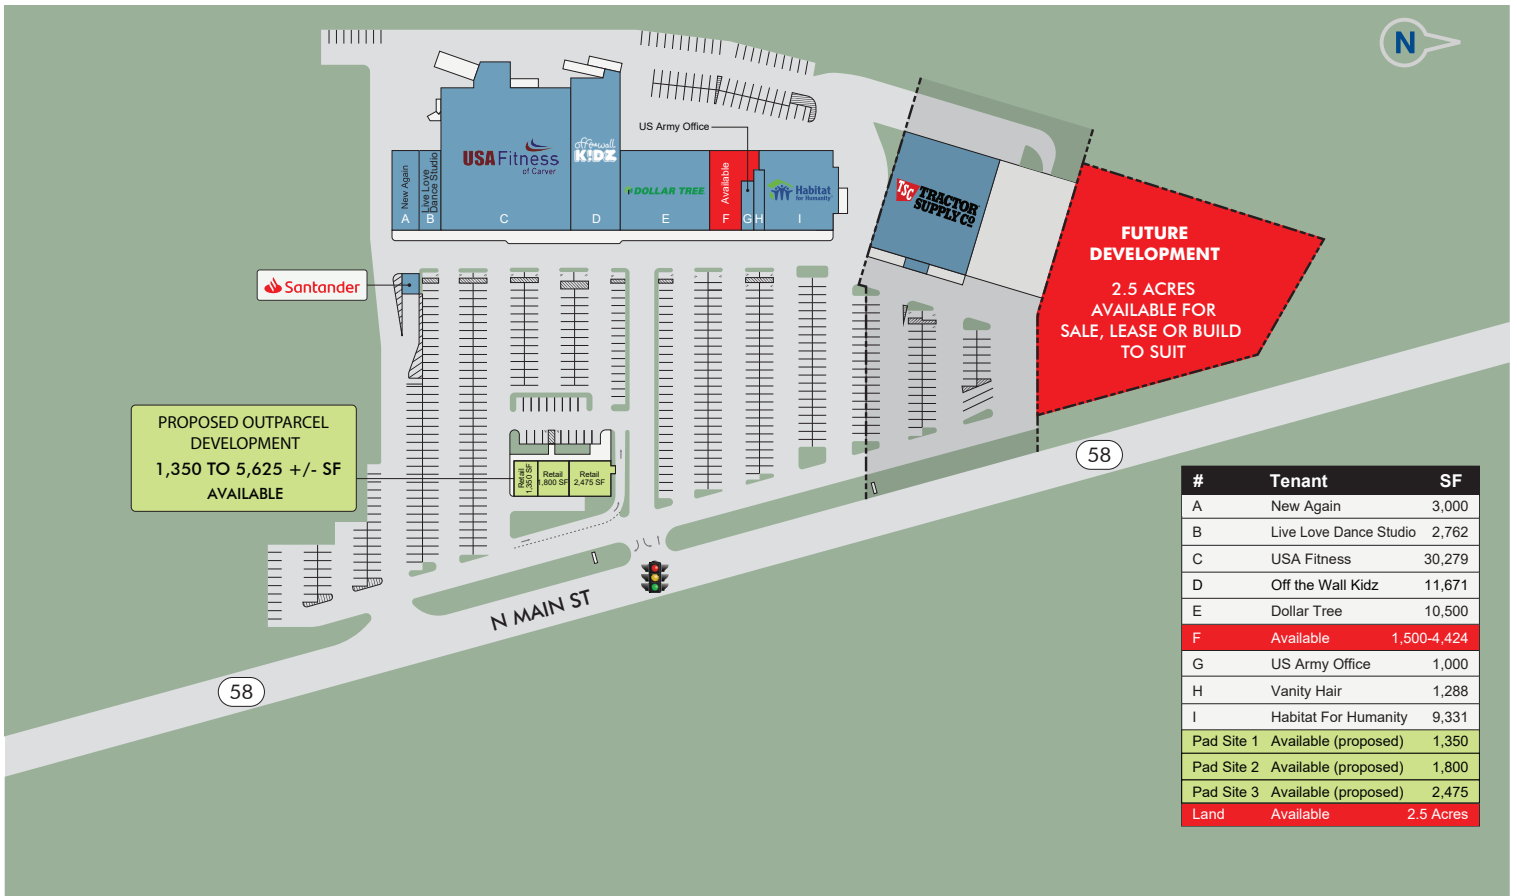 N
US Army Office
USA Fitness
of Carver
off the wall
K!DZ
New Again
Live Love
Dance Studio
DOLLAR TREE
Available
Habitat
for Humanity®
A
B
C
D
E
F
G
H
I
TSC
TRACTOR
SUPPLY CO
FUTURE
DEVELOPMENT
2.5 ACRES
AVAILABLE FOR
SALE, LEASE OR BUILD
TO SUIT
Santander
PROPOSED OUTPARCEL
DEVELOPMENT
1,350 TO 5,625 +/- SF
AVAILABLE
Retail
1,350 SF
Retail
1,800 SF
Retail
2,475 SF
58
N MAIN ST
58
# Tenant SF
A New Again 3,000
B Live Love Dance Studio 2,762
C USA Fitness 30,279
D Off the Wall Kidz 11,671
E Dollar Tree 10,500
F Available 1,500-4,424
G US Army Office 1,000
H Vanity Hair 1,288
I Habitat For Humanity 9,331
Pad Site 1 Available (proposed) 1,350
Pad Site 2 Available (proposed) 1,800
Pad Site 3 Available (proposed) 2,475
Land Available 2.5 Acres